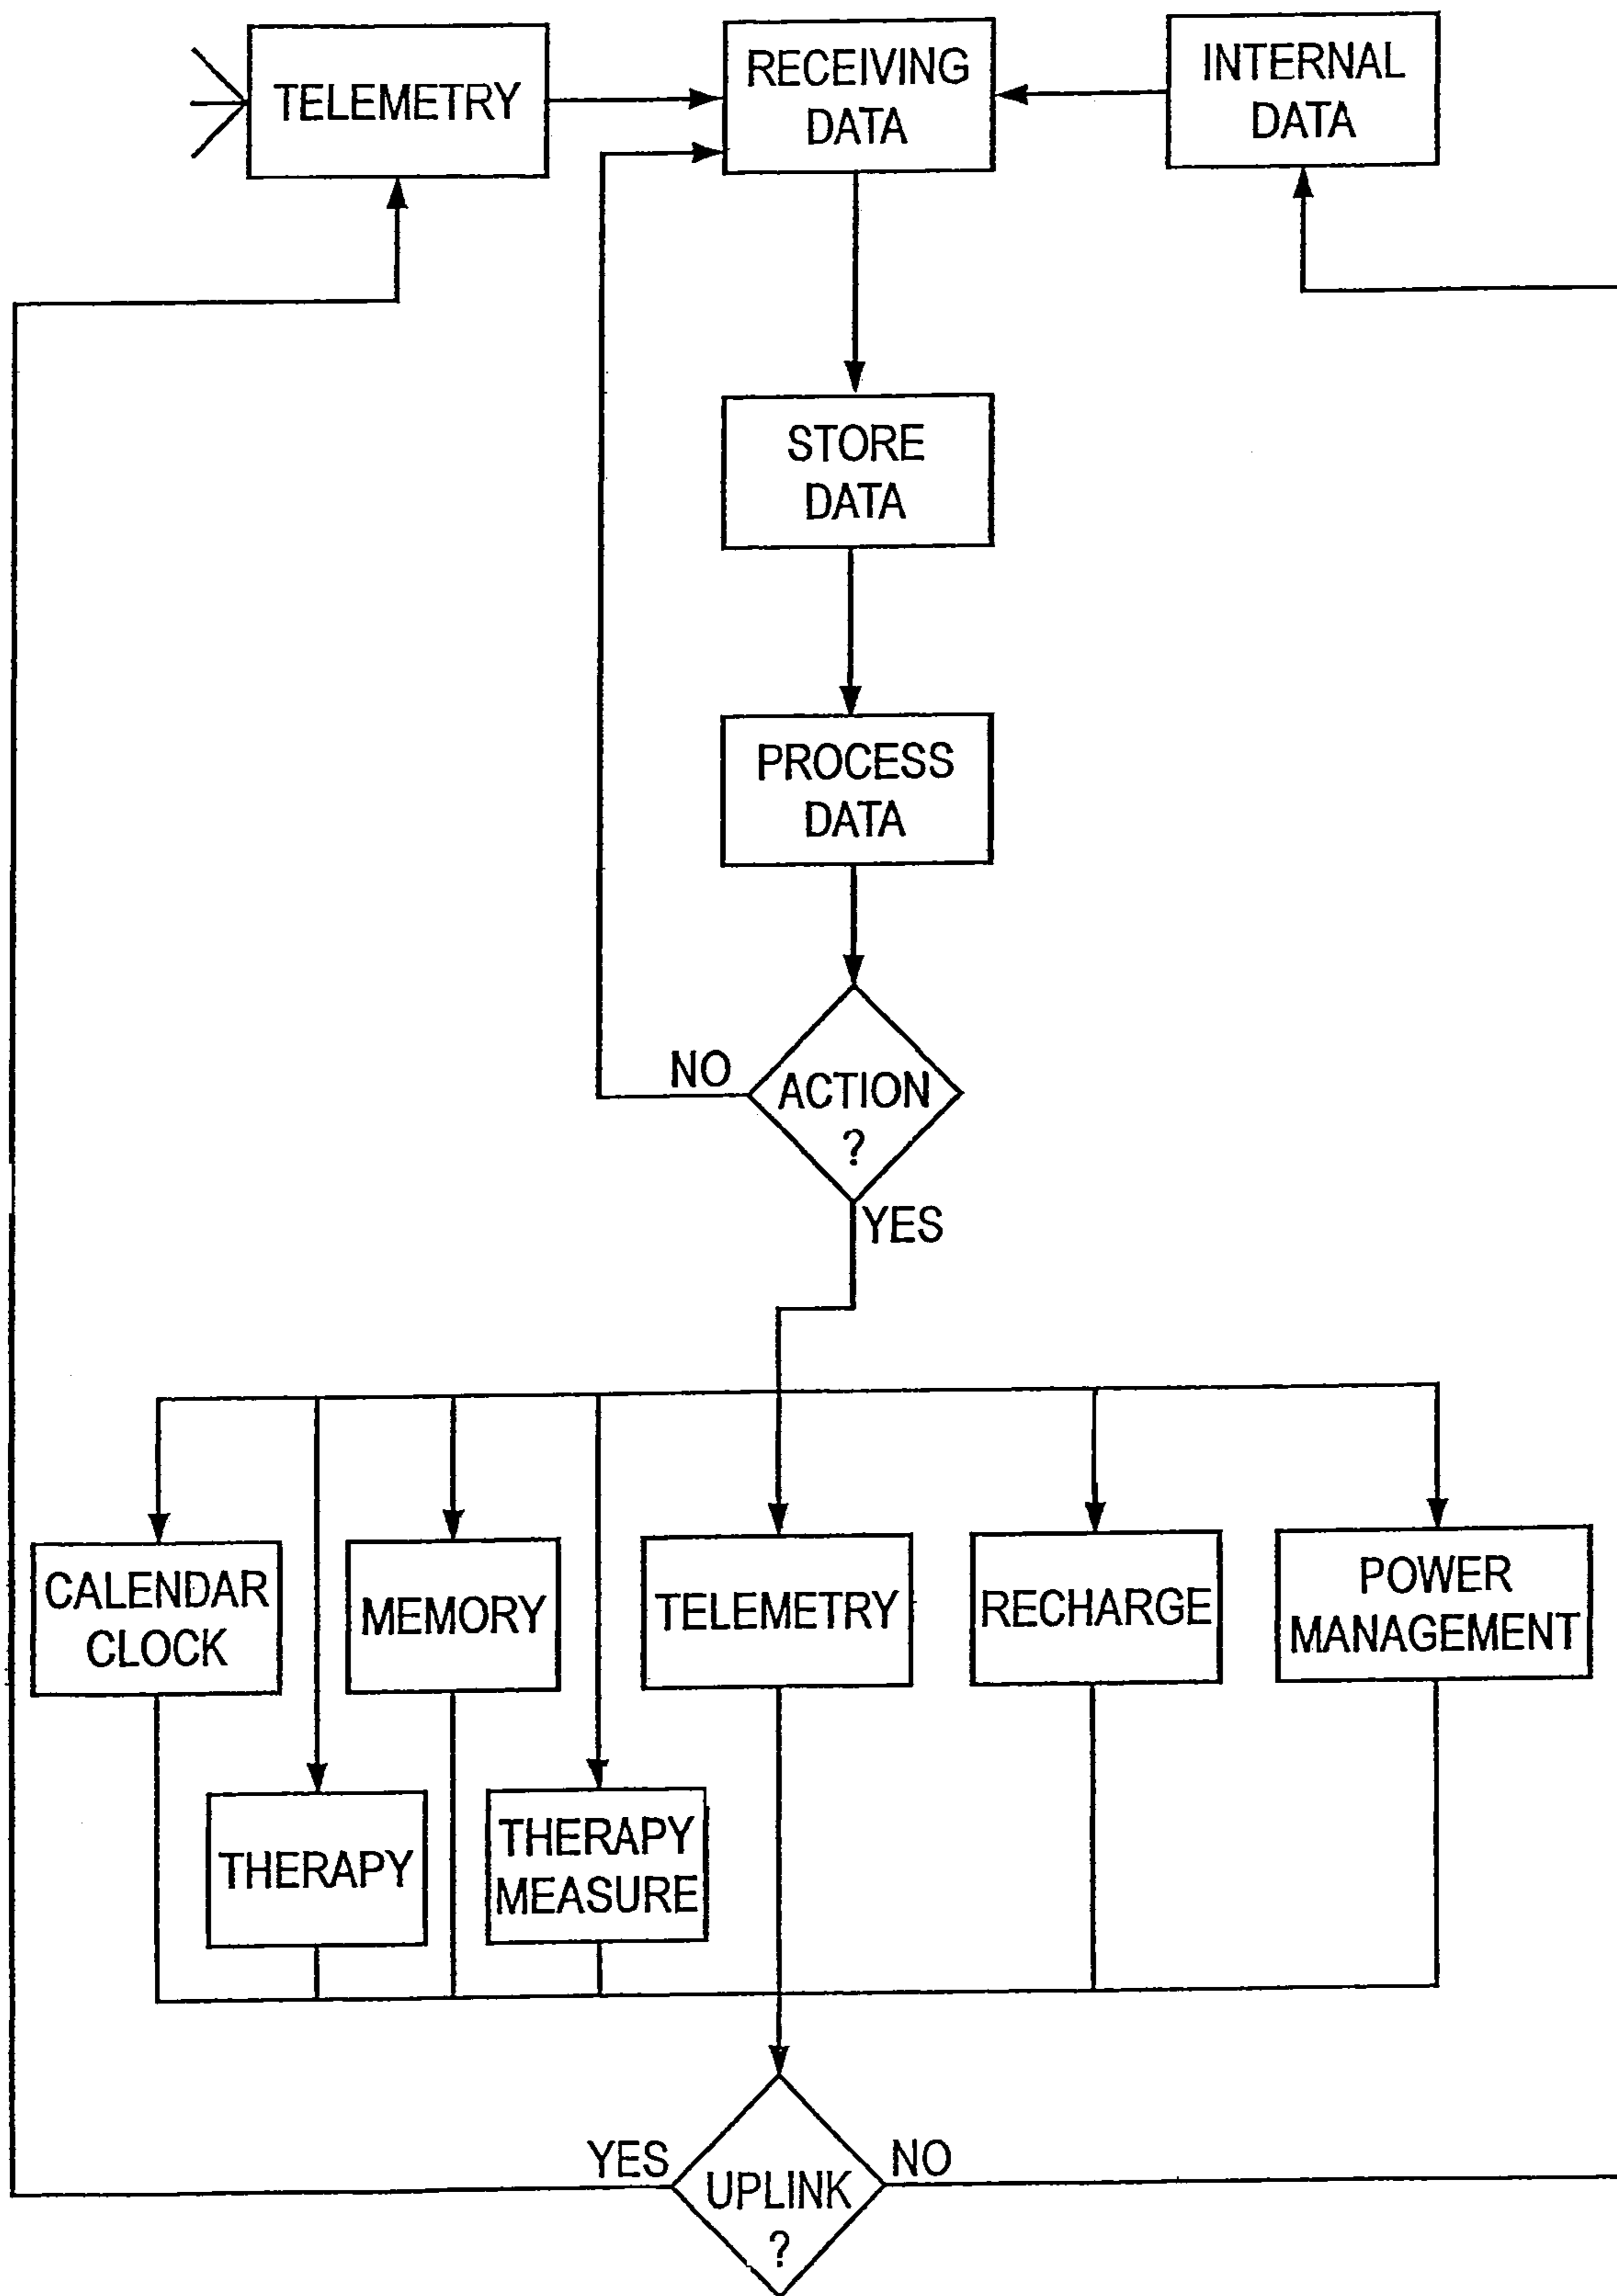 TELEMETRY
RECEIVING
DATA
INTERNAL
DATA
STORE
DATA
PROCESS
DATA
NO
ACTION
?
YES
CALENDAR
CLOCK
MEMORY
TELEMETRY
RECHARGE
POWER
MANAGEMENT
THERAPY
THERAPY
MEASURE
YES
UPLINK
?
NO